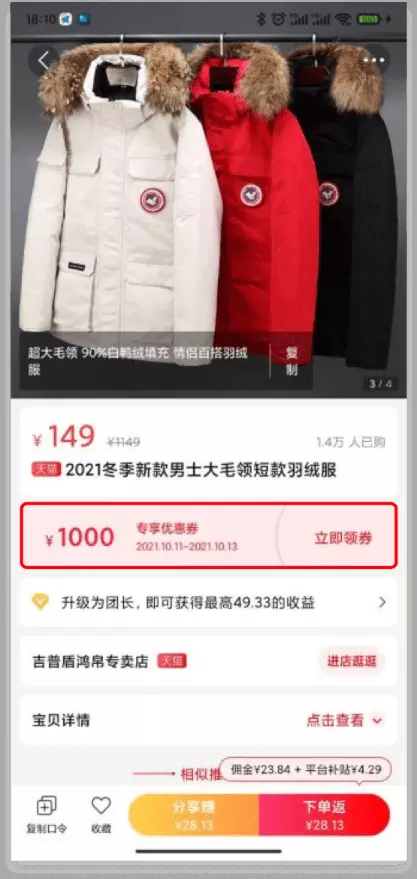 18:10
超大毛领 90%白鸭绒填充 情侣百搭羽绒
服
复
制
3 / 4
¥ 149 ¥1149
1.4万 人已购
天猫 2021冬季新款男士大毛领短款羽绒服
¥ 1000
专享优惠券
2021.10.11-2021.10.13
立即领券
升级为团长，即可获得最高49.33的收益
吉普盾鸿帛专卖店 天猫
进店逛逛
宝贝详情
点击查看
相似推
佣金¥23.84 + 平台补贴¥4.29
复制口令
收藏
分享赚
¥28.13
下单返
¥28.13